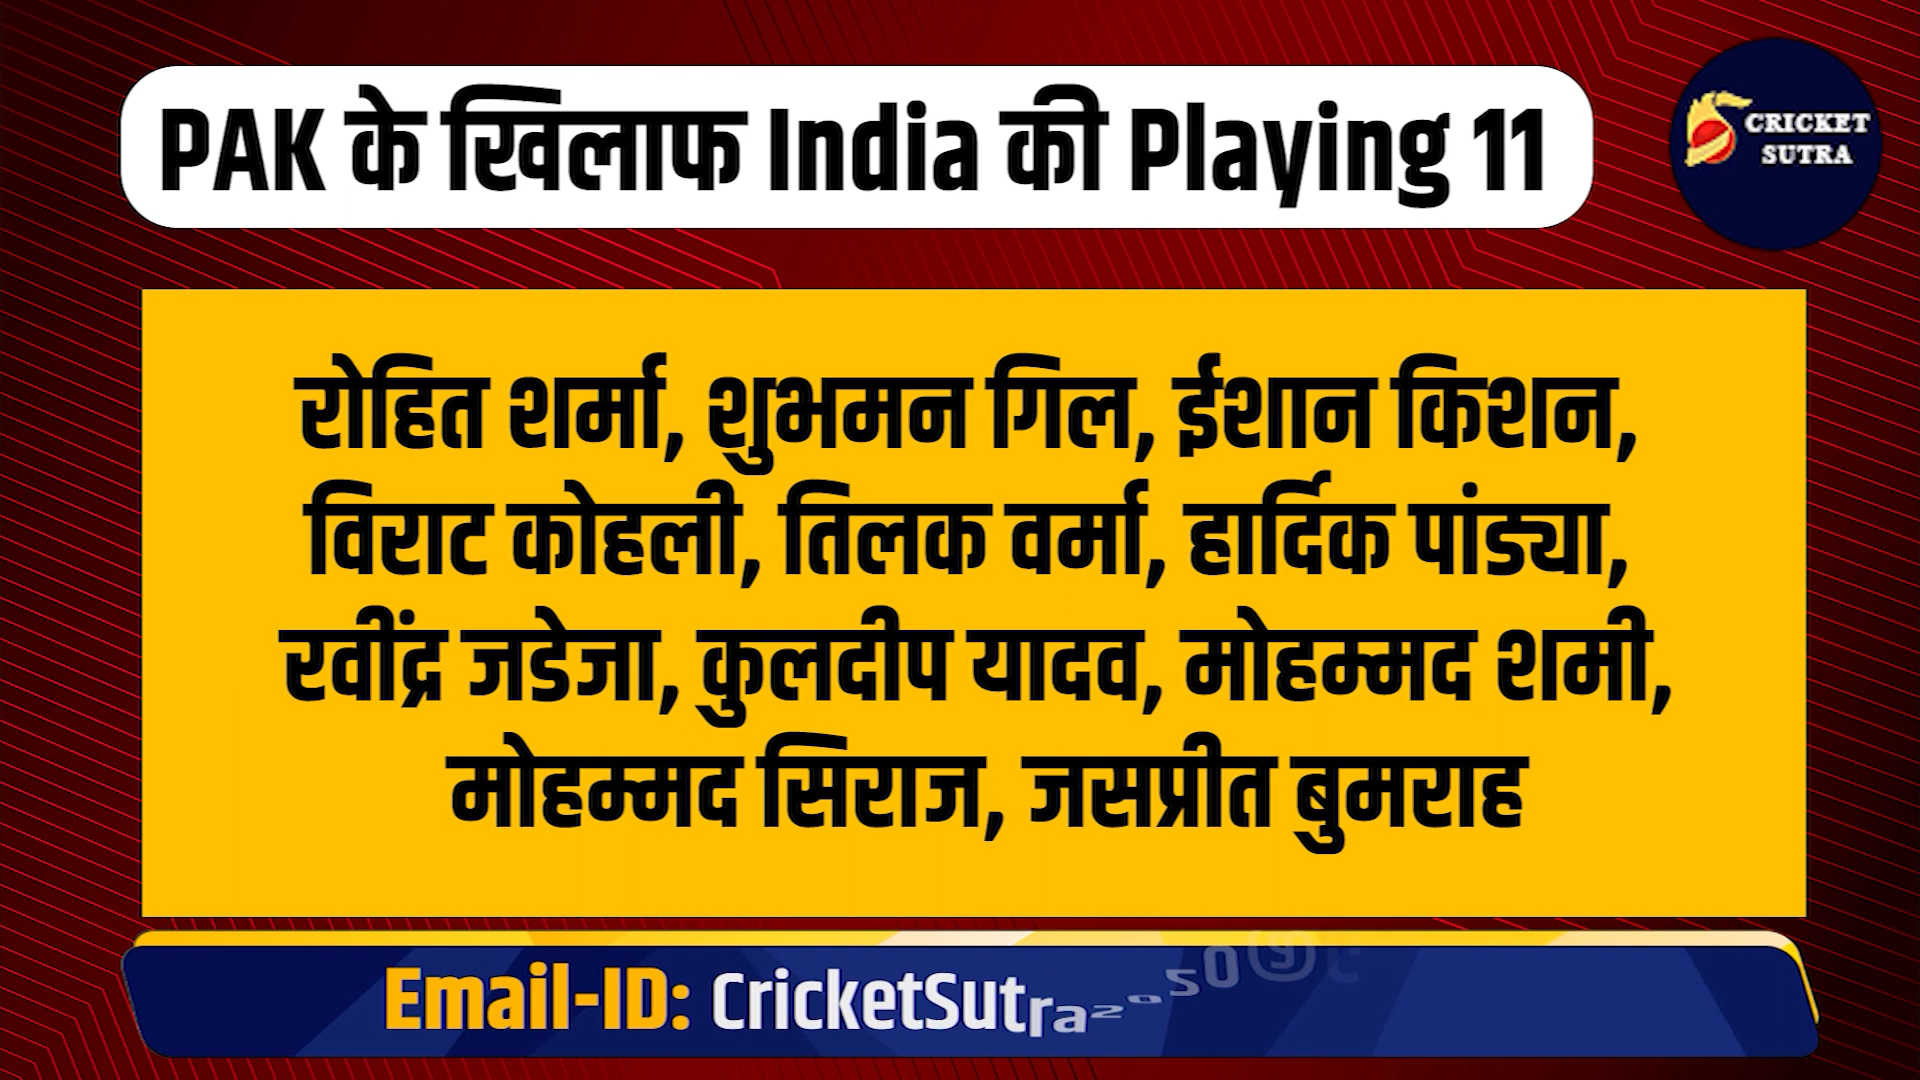 PAK के खिलाफ India की Playing 11
CRICKET
SUTRA
रोहित शर्मा, शुभमन गिल, ईशान किशन,
विराट कोहली, तिलक वर्मा, हार्दिक पांड्या,
रवींद्र जडेजा, कुलदीप यादव, मोहम्मद शमी,
मोहम्मद सिराज, जसप्रीत बुमराह
Email-ID: